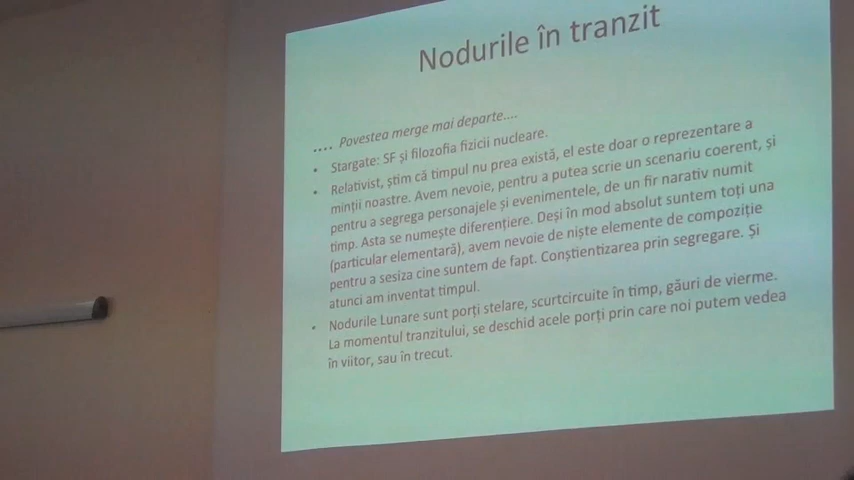 Nodurile în tranzit
.... Povestea merge mai departe....
• Stargate: SF și filozofia fizicii nucleare.
• Relativist, știm că timpul nu prea există, el este doar o reprezentare a
minții noastre. Avem nevoie, pentru a putea scrie un scenariu coerent, și
pentru a segrega personajele și evenimentele, de un fir narativ numit
timp. Asta se numește diferențiere. Deși în mod absolut suntem toți una
(particular elementară), avem nevoie de niște elemente de compoziție
pentru a sesiza cine suntem de fapt. Conștientizarea prin segregare. Și
atunci am inventat timpul.
• Nodurile Lunare sunt porți stelare, scurtcircuite în timp, găuri de vierme.
La momentul tranzitului, se deschid acele porți prin care noi putem vedea
în viitor, sau în trecut.